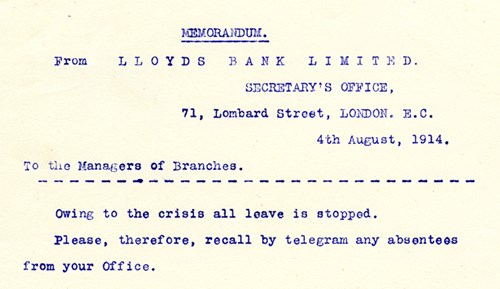 MEMORANDUM.
From LLOYDS BANK LIMITED.
SECRETARY'S OFFICE,
71, Lombard Street, LONDON. E.C.
4th August, 1914.
To the Managers of Branches.
Owing to the crisis all leave is stopped.
Please, therefore, recall by telegram any absentees
from your Office.